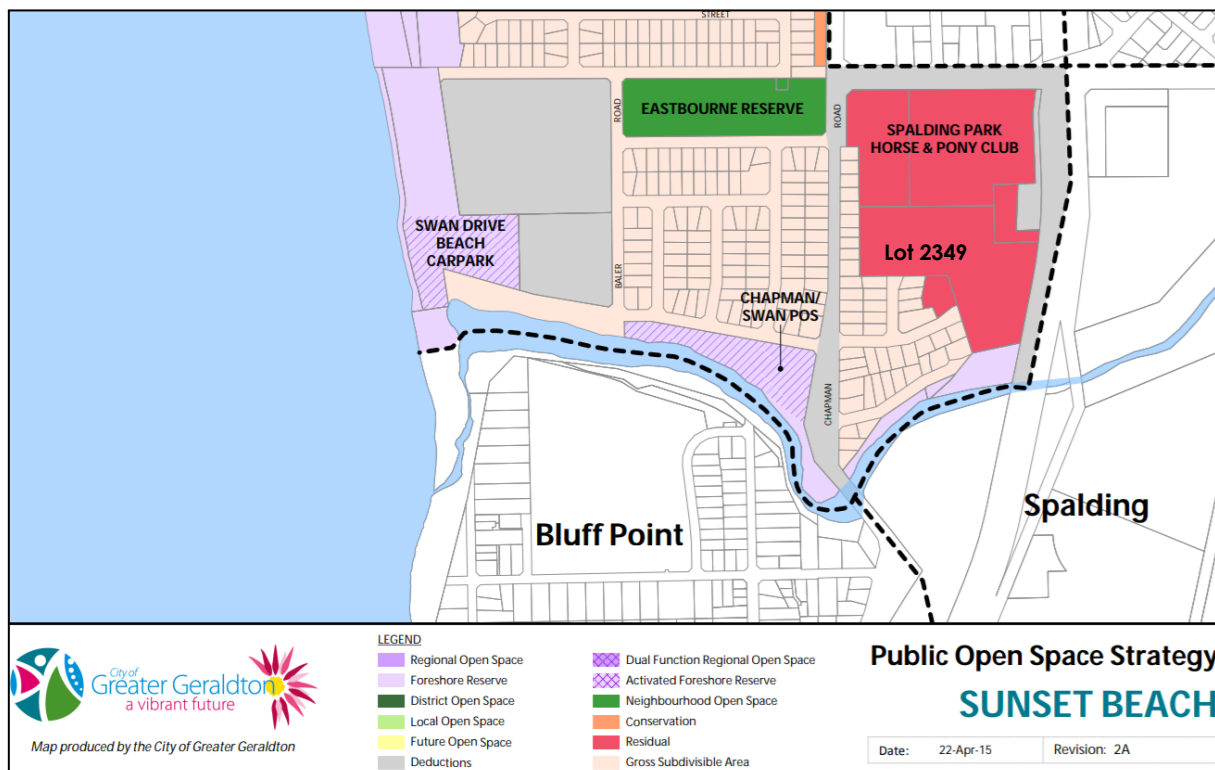 STREET
ROAD
EASTBOURNE RESERVE
ROAD
SPALDING PARK
HORSE & PONY CLUB
SWAN DRIVE
BEACH
CARPARK
Lot 2349
BALER
CHAPMAN/
SWAN POS
CHAPMAN
Bluff Point
Spalding
City of
Greater Geraldton
a vibrant future
Map produced by the City of Greater Geraldton
LEGEND
Regional Open Space
Foreshore Reserve
District Open Space
Local Open Space
Future Open Space
Deductions
Dual Function Regional Open Space
Activated Foreshore Reserve
Neighbourhood Open Space
Conservation
Residual
Gross Subdivisible Area
Public Open Space Strategy
SUNSET BEACH
Date: 22-Apr-15 Revision: 2A